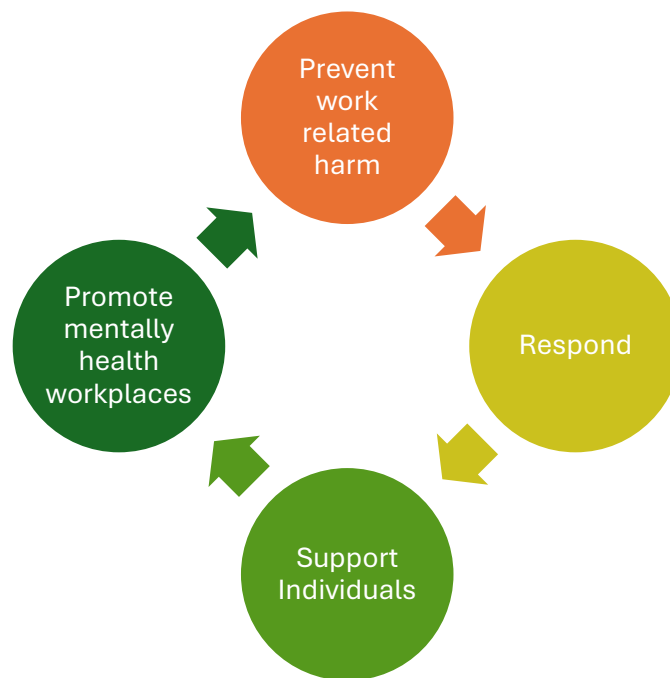 Prevent
work
related
harm
Respond
Support
Individuals
Promote
mentally
health
workplaces